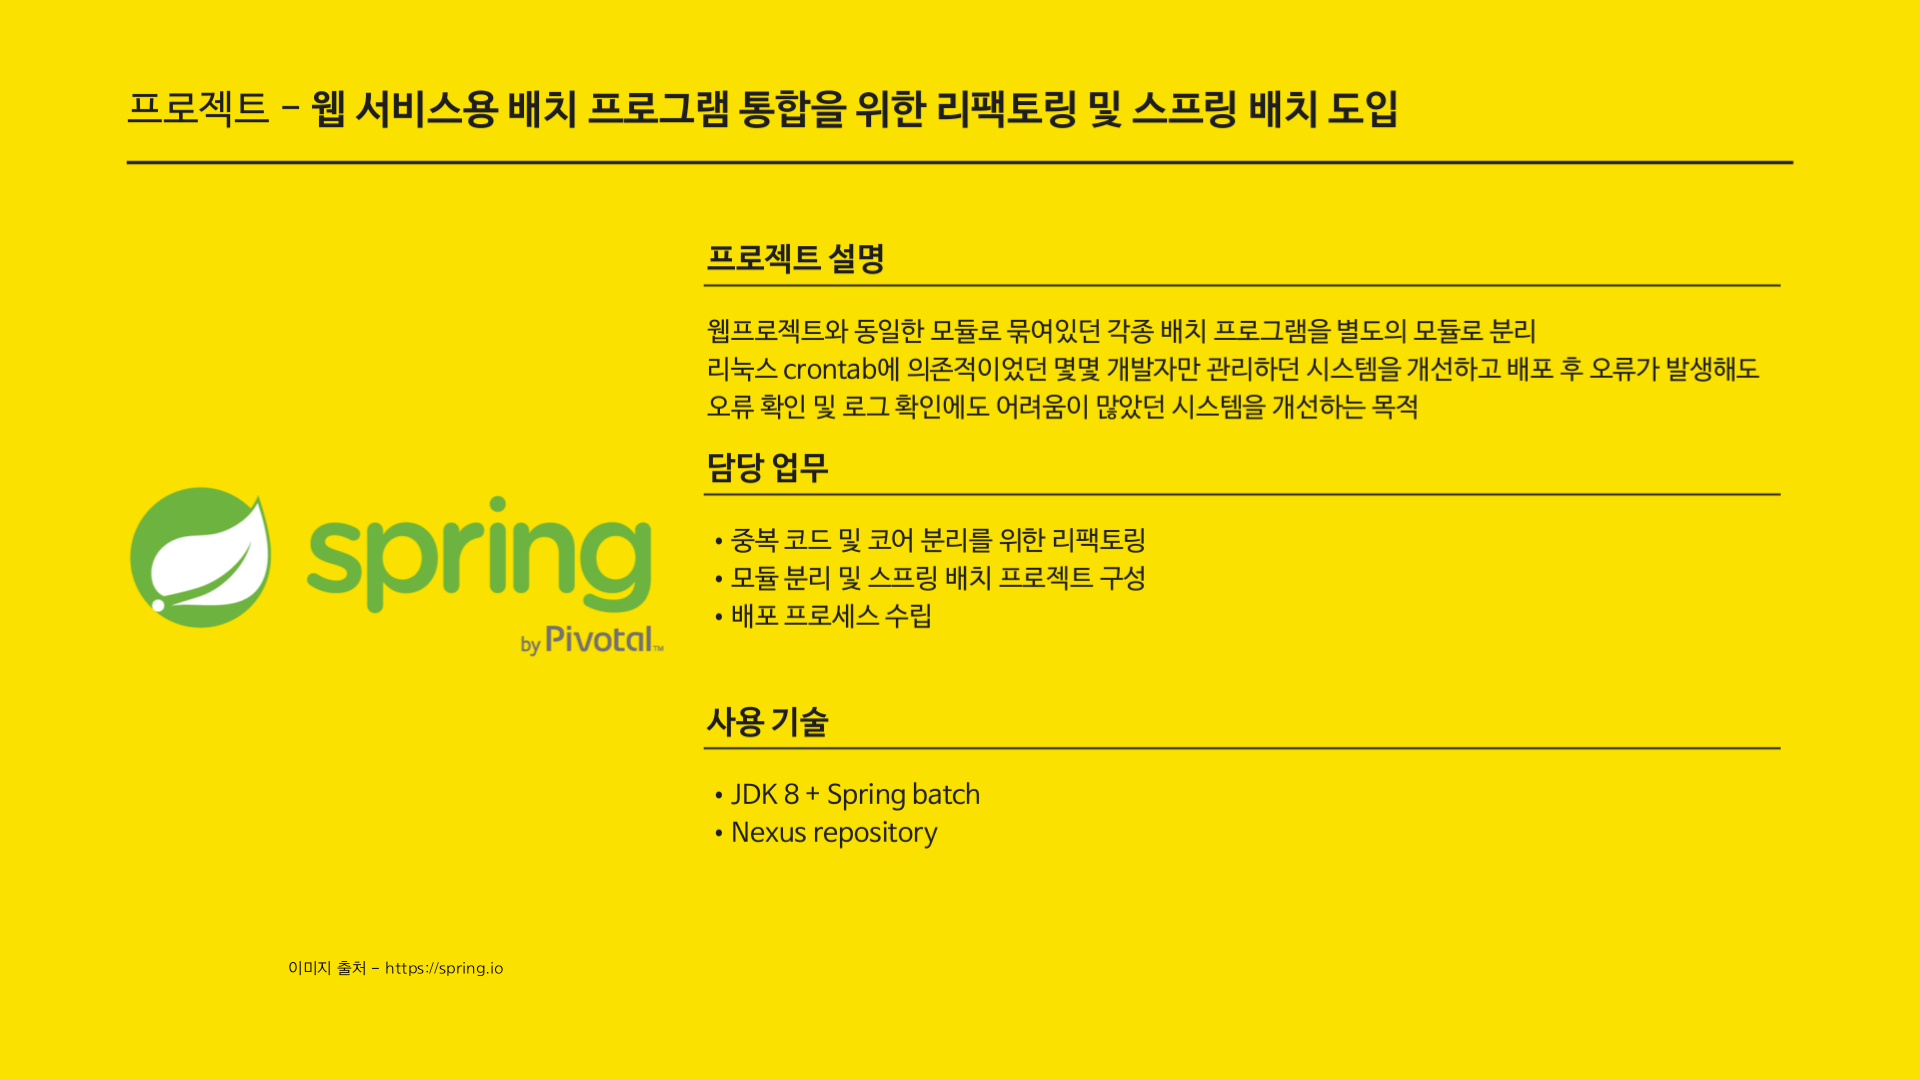 프로젝트 - 웹 서비스용 배치 프로그램 통합을 위한 리팩토링 및 스프링 배치 도입
프로젝트 설명
웹프로젝트와 동일한 모듈로 묶여있던 각종 배치 프로그램을 별도의 모듈로 분리
리눅스 crontab에 의존적이었던 몇몇 개발자만 관리하던 시스템을 개선하고 배포 후 오류가 발생해도
오류 확인 및 로그 확인에도 어려움이 많았던 시스템을 개선하는 목적
담당 업무
• 중복 코드 및 코어 분리를 위한 리팩토링
• 모듈 분리 및 스프링 배치 프로젝트 구성
• 배포 프로세스 수립
spring
by Pivotal™
사용 기술
• JDK 8 + Spring batch
• Nexus repository
이미지 출처 - https://spring.io